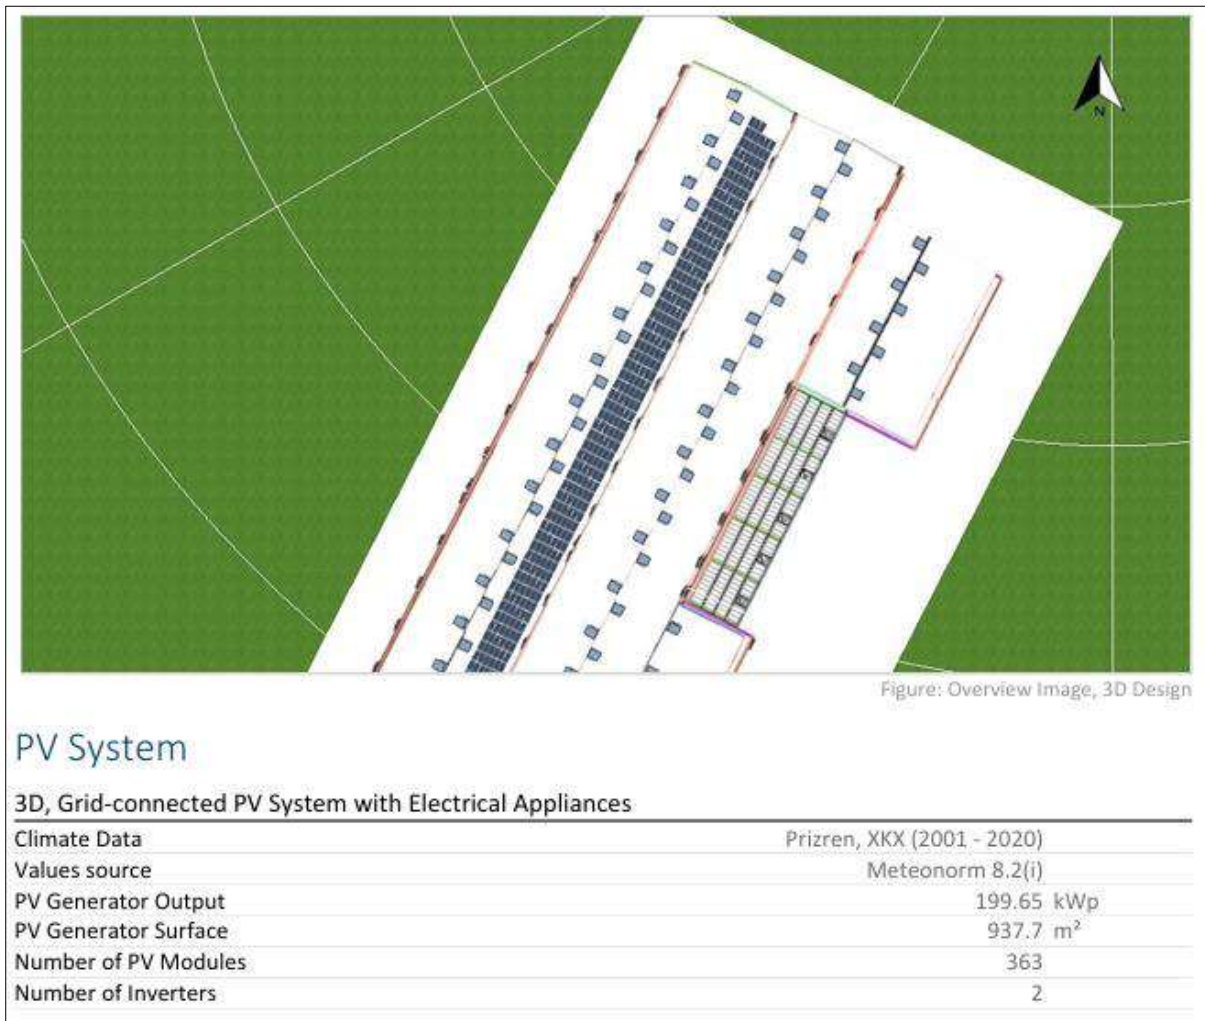 N
Figure: Overview Image, 3D Design
PV System
3D, Grid-connected PV System with Electrical Appliances
Climate Data Prizren, XKX (2001 - 2020)
Values source Meteonorm 8.2(i)
PV Generator Output 199.65 kWp
PV Generator Surface 937.7 m²
Number of PV Modules 363
Number of Inverters 2